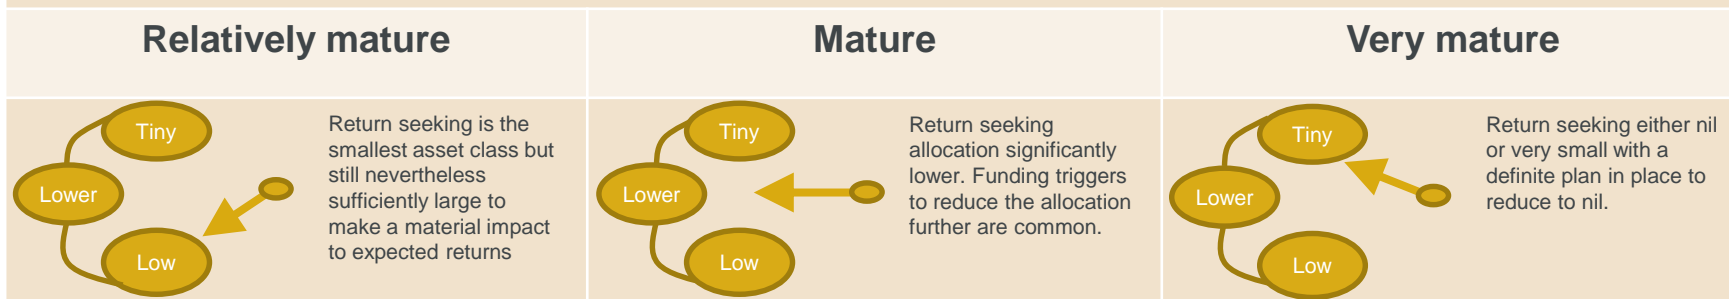 Relatively mature
Mature
Very mature
Tiny
Lower
Low
Return seeking is the
smallest asset class but
still nevertheless
sufficiently large to
make a material impact
to expected returns
Tiny
Lower
Low
Return seeking
allocation significantly
lower. Funding triggers
to reduce the allocation
further are common.
Tiny
Lower
Low
Return seeking either nil
or very small with a
definite plan in place to
reduce to nil.